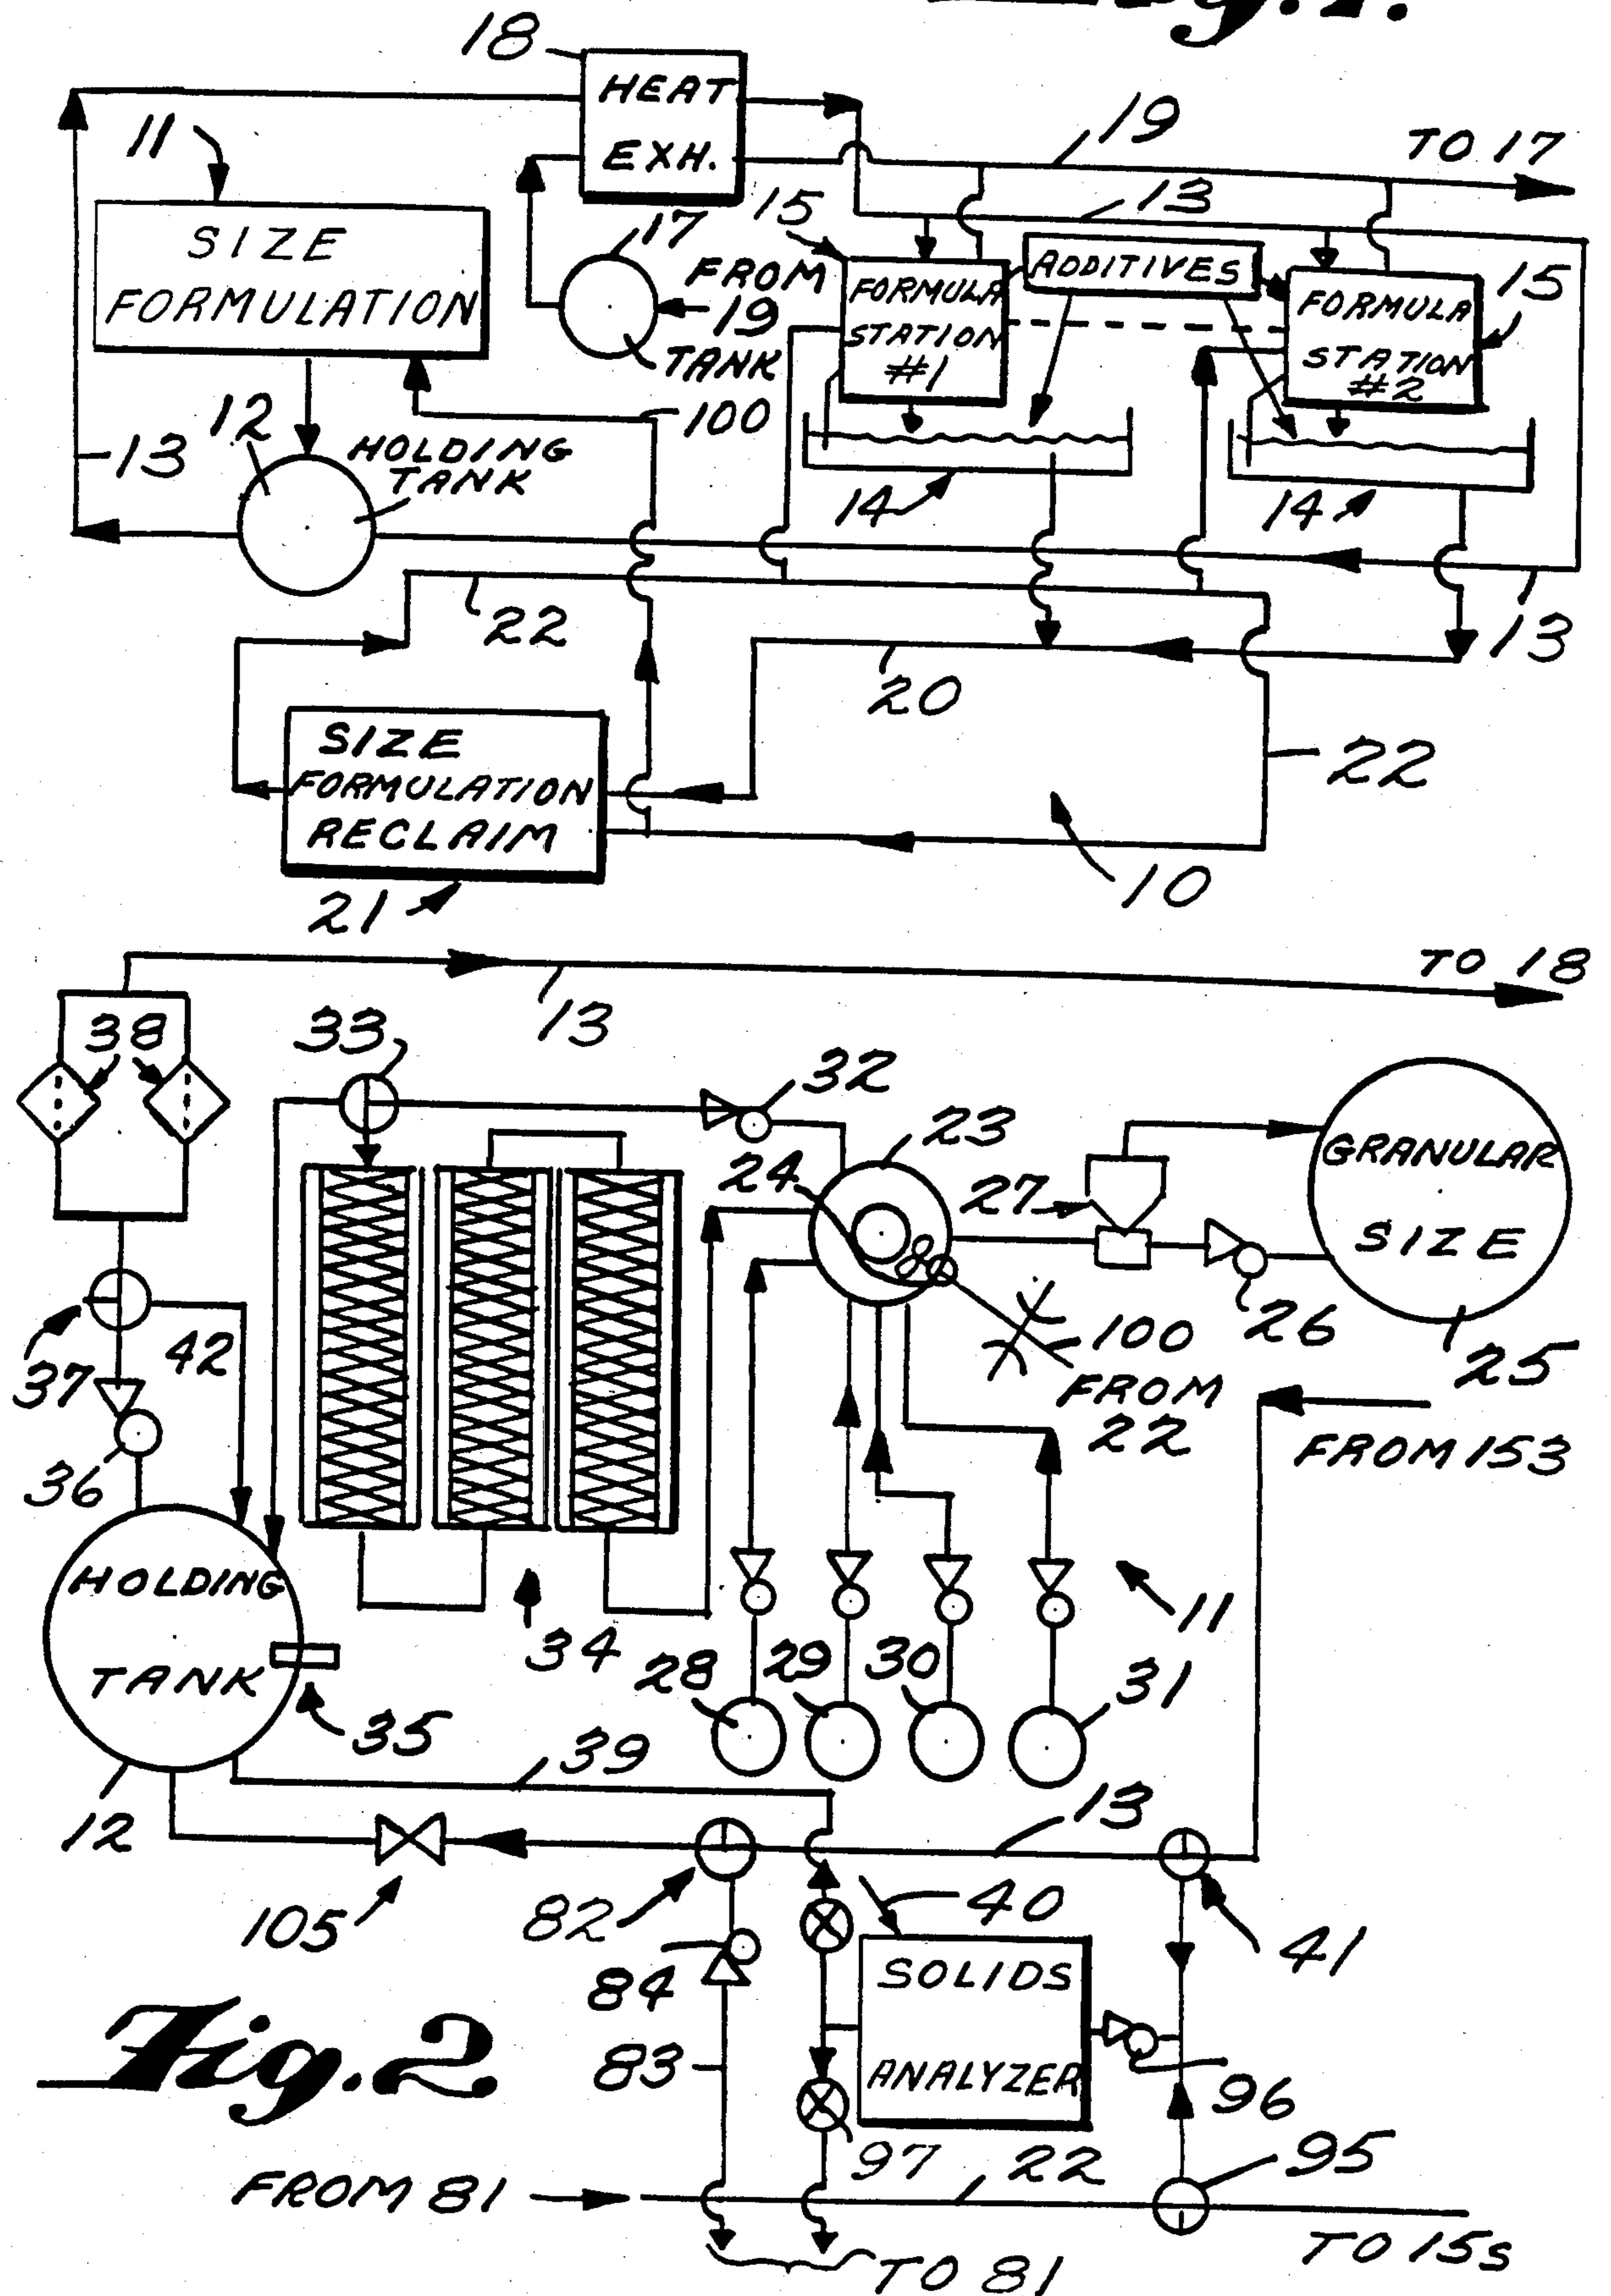 Fig. 1.
18
HEAT
EXH.
11
19
TO 17
13
15
17
SIZE
FORMULATION
FROM
19
TANK
FORMULA
STATION
#1
ADDITIVES
FORMULA
STATION
#2
15
100
12
HOLDING
TANK
13
14
14
22
13
20
SIZE
FORMULATION
RECLAIM
22
10
21
TO 18
13
38
33
32
23
24
27
GRANULAR
SIZE
26
25
100
FROM
22
FROM 153
37
42
36
HOLDING
TANK
34
28
29
30
31
11
35
39
12
13
105
82
40
41
84
SOLIDS
ANALYZER
83
96
97
22
95
Fig. 2
FROM 81
TO 15s
TO 81